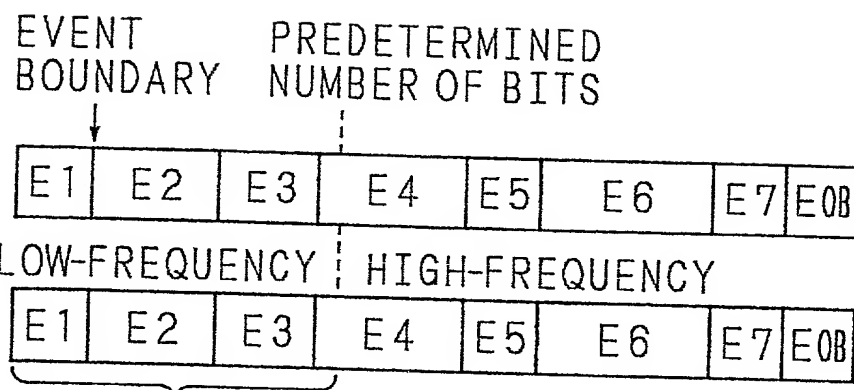 EVENT PREDETERMINED
BOUNDARY NUMBER OF BITS
E1 E2 E3 E4 E5 E6 E7 EOB
LOW-FREQUENCY HIGH-FREQUENCY
E1 E2 E3 E4 E5 E6 E7 EOB